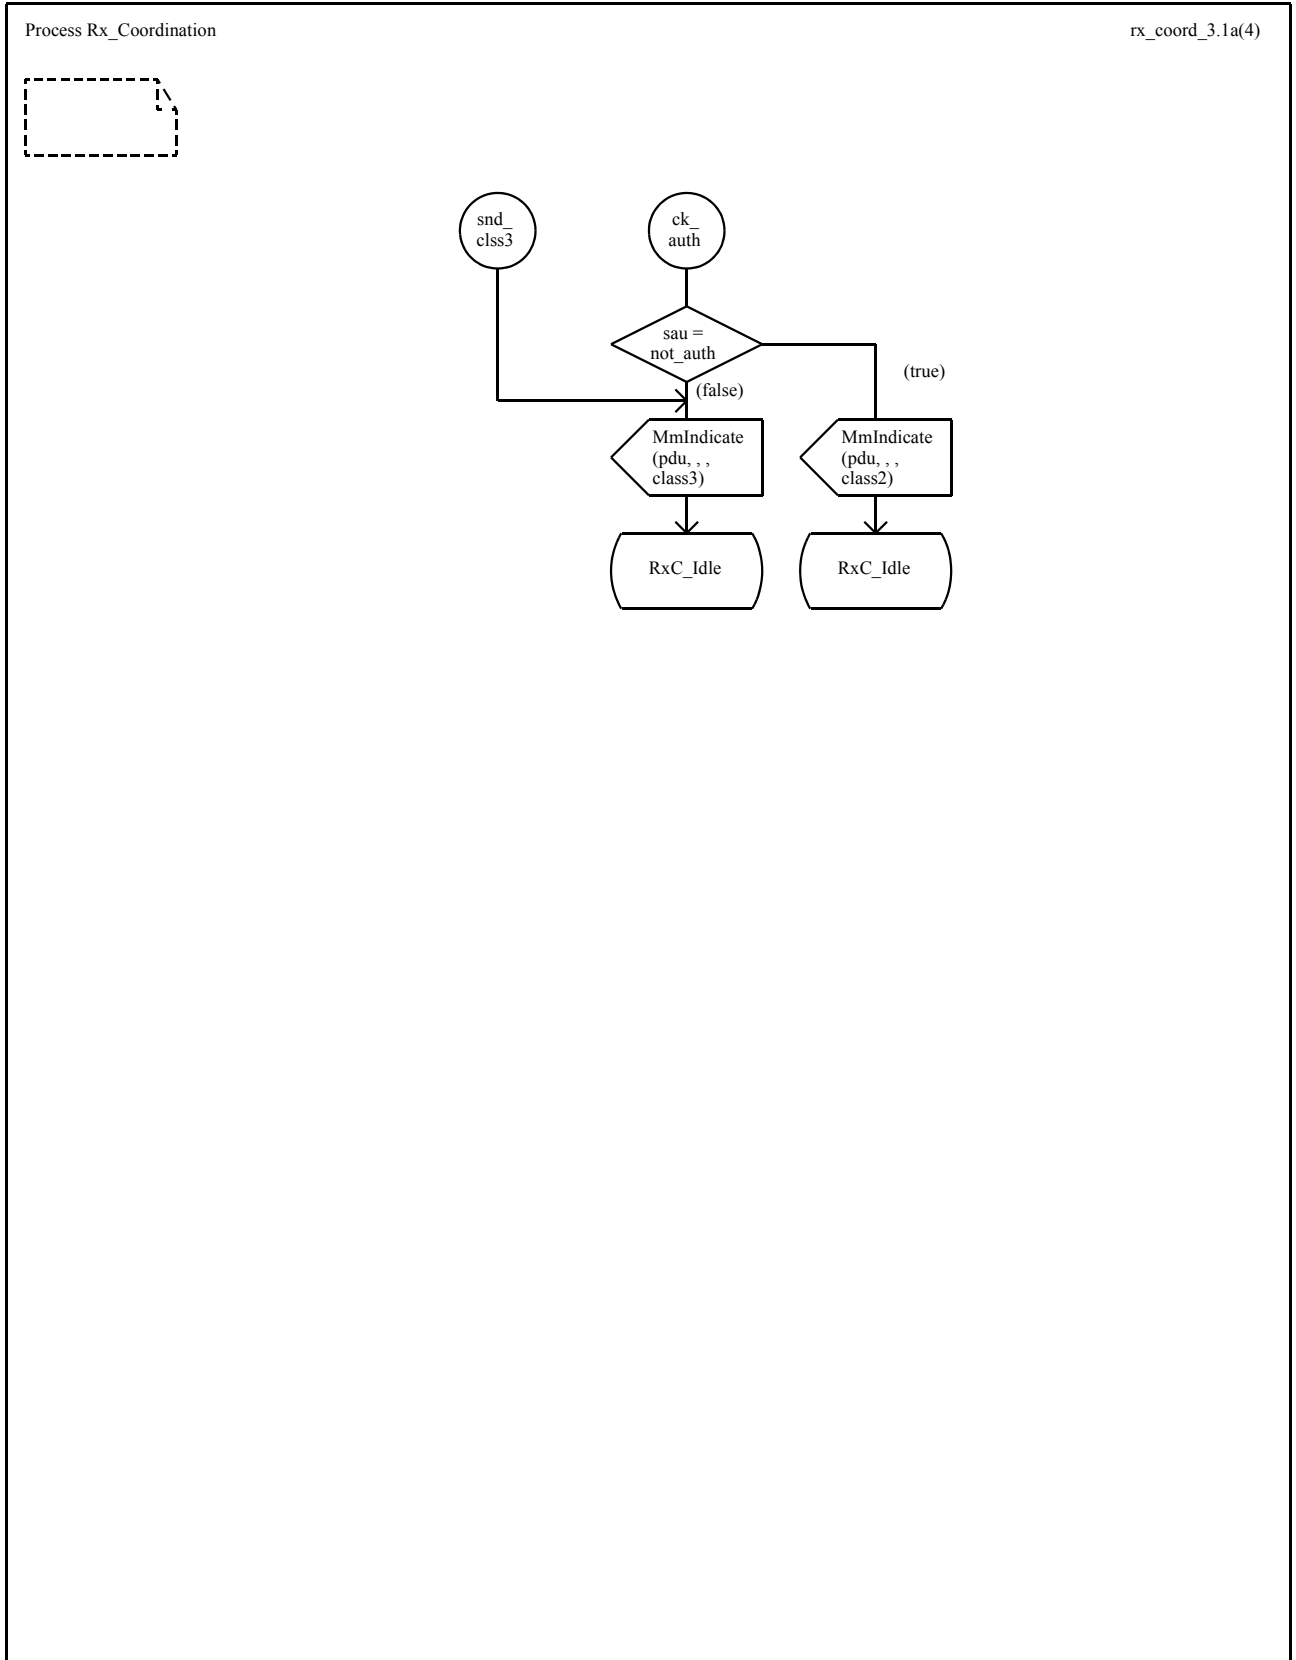 Process Rx_Coordination
rx_coord_3.1a(4)
snd_
clss3
ck_
auth
sau =
not_auth
(true)
(false)
MmIndicate
(pdu, , ,
class3)
MmIndicate
(pdu, , ,
class2)
RxC_Idle
RxC_Idle